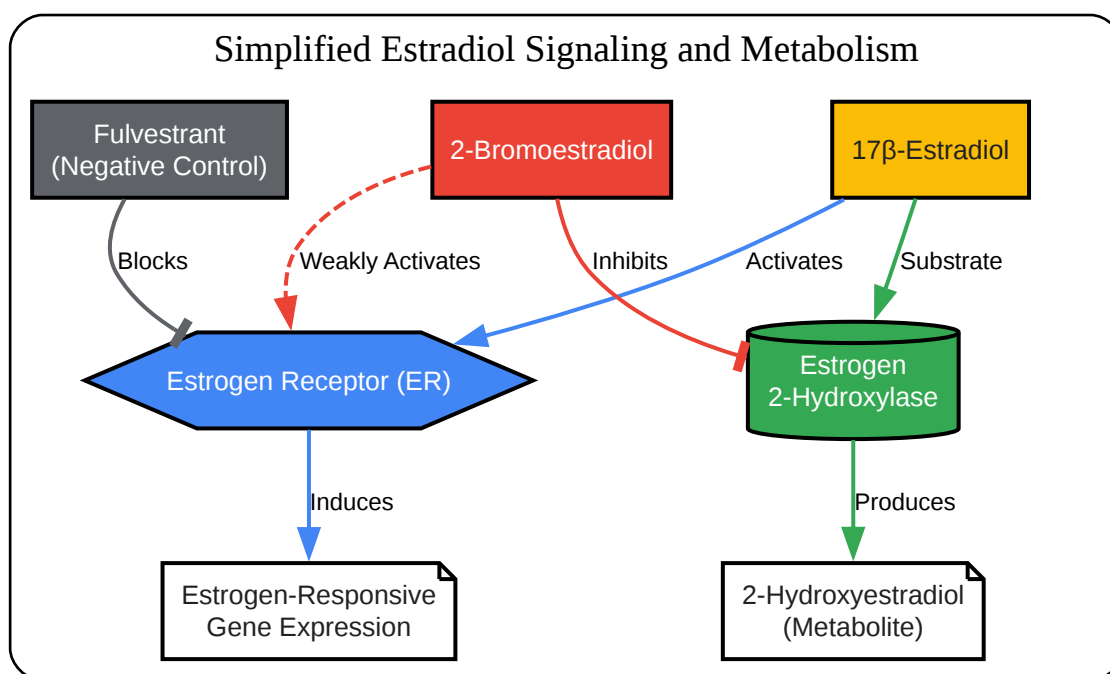 Simplified Estradiol Signaling and Metabolism
Fulvestrant
(Negative Control)
2-Bromoestradiol
17β-Estradiol
Blocks
Weakly Activates
Inhibits
Activates
Substrate
Estrogen Receptor (ER)
Estrogen
2-Hydroxylase
Induces
Produces
Estrogen-Responsive
Gene Expression
2-Hydroxyestradiol
(Metabolite)